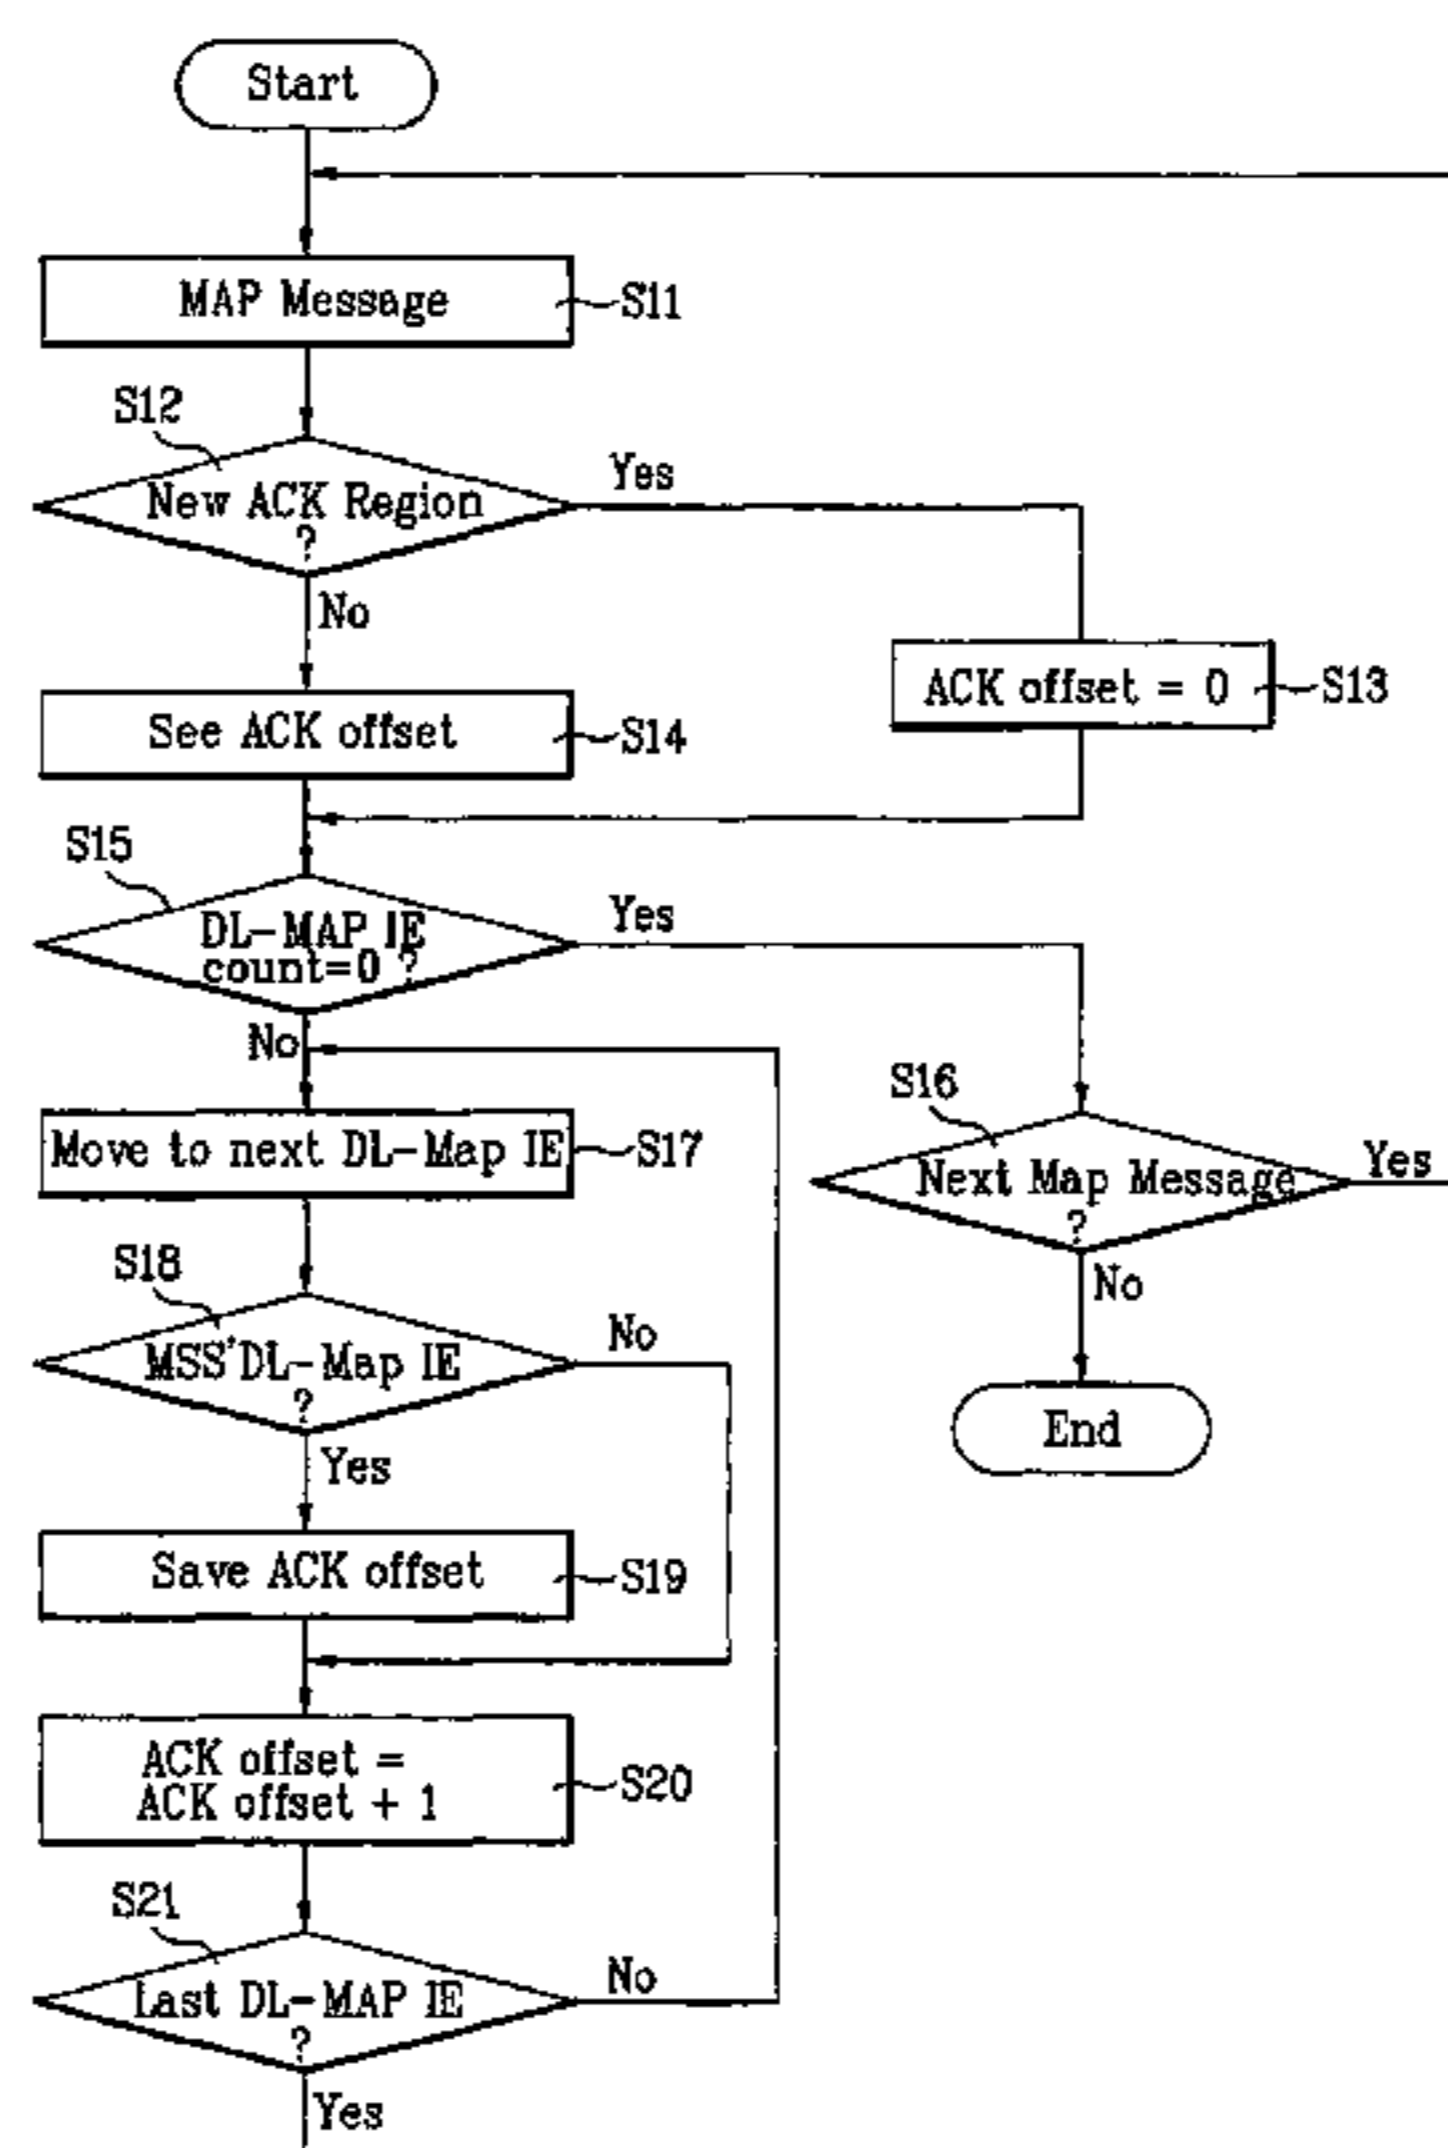 Start
MAP Message
S11
S12
New ACK Region
?
Yes
No
ACK offset = 0
S13
See ACK offset
S14
S15
DL-MAP IE
count=0 ?
Yes
No
S16
Next Map Message
?
Yes
No
End
Move to next DL-Map IE
S17
S18
MSS'DL-Map IE
?
No
Yes
Save ACK offset
S19
ACK offset =
ACK offset + 1
S20
S21
Last DL-MAP IE
?
No
Yes